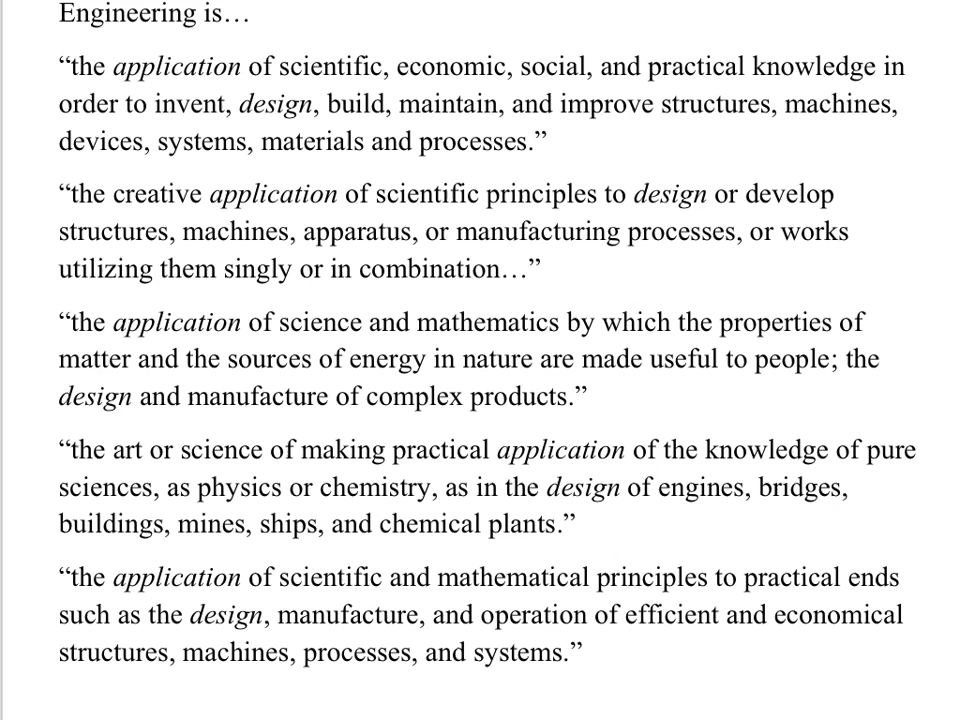 Engineering is…
“the application of scientific, economic, social, and practical knowledge in
order to invent, design, build, maintain, and improve structures, machines,
devices, systems, materials and processes.”
“the creative application of scientific principles to design or develop
structures, machines, apparatus, or manufacturing processes, or works
utilizing them singly or in combination…”
“the application of science and mathematics by which the properties of
matter and the sources of energy in nature are made useful to people; the
design and manufacture of complex products.”
“the art or science of making practical application of the knowledge of pure
sciences, as physics or chemistry, as in the design of engines, bridges,
buildings, mines, ships, and chemical plants.”
“the application of scientific and mathematical principles to practical ends
such as the design, manufacture, and operation of efficient and economical
structures, machines, processes, and systems.”